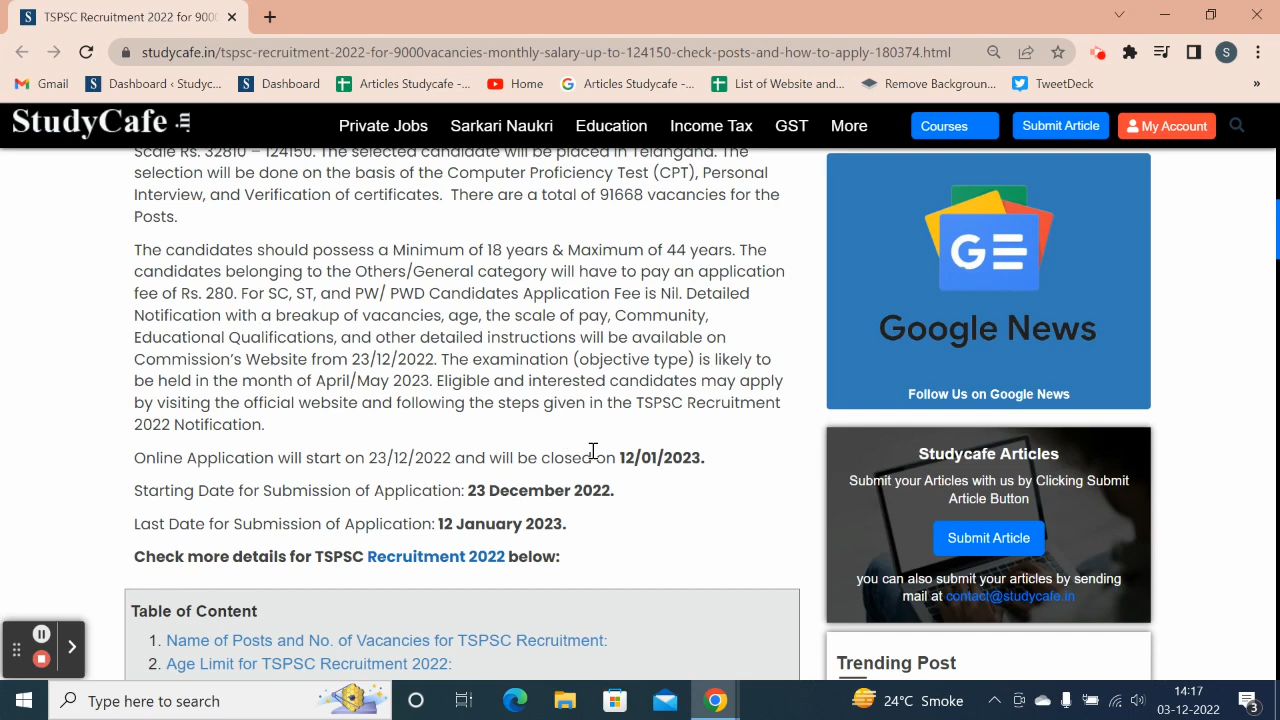 TSPSC Recruitment 2022 for 900
studycafe.in/tspsc-recruitment-2022-for-9000vacancies-monthly-salary-up-to-124150-check-posts-and-how-to-apply-180374.html
S
Gmail
Dashboard ‹ Studyc...
Dashboard
Articles Studycafe -...
Home
Articles Studycafe -...
List of Website and...
Remove Backgroun...
TweetDeck
»
StudyCafe
Private Jobs
Sarkari Naukri
Education
Income Tax
GST
More
Courses
Submit Article
My Account
Scale Rs. 32810 – 124150. The selected candidate will be placed in Telangana. The
selection will be done on the basis of the Computer Proficiency Test (CPT), Personal
Interview, and Verification of certificates. There are a total of 91668 vacancies for the
Posts.
The candidates should possess a Minimum of 18 years & Maximum of 44 years. The
candidates belonging to the Others/General category will have to pay an application
fee of Rs. 280. For SC, ST, and PW/ PWD Candidates Application Fee is Nil. Detailed
Notification with a breakup of vacancies, age, the scale of pay, Community,
Educational Qualifications, and other detailed instructions will be available on
Commission's Website from 23/12/2022. The examination (objective type) is likely to
be held in the month of April/May 2023. Eligible and interested candidates may apply
by visiting the official website and following the steps given in the TSPSC Recruitment
2022 Notification.
Online Application will start on 23/12/2022 and will be closed on 12/01/2023.
Starting Date for Submission of Application: 23 December 2022.
Last Date for Submission of Application: 12 January 2023.
Check more details for TSPSC Recruitment 2022 below:
Table of Content
1. Name of Posts and No. of Vacancies for TSPSC Recruitment:
2. Age Limit for TSPSC Recruitment 2022:
G
Google News
Follow Us on Google News
Studycafe Articles
Submit your Articles with us by Clicking Submit
Article Button
Submit Article
you can also submit your articles by sending
mail at contact@studycafe.in
Trending Post
Type here to search
24°C Smoke
14:17
03-12-2022
3